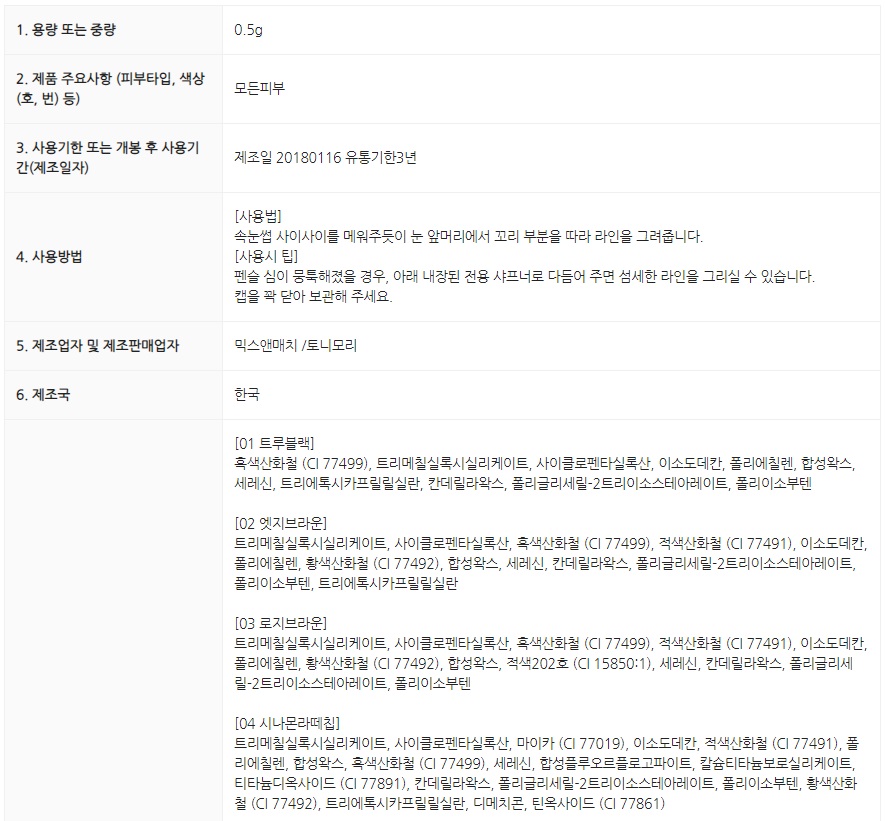 1. 용량 또는 중량
0.5g
2. 제품 주요사항 (피부타입, 색상
(호, 번) 등)
모든피부
3. 사용기한 또는 개봉 후 사용기
간(제조일자)
제조일 20180116 유통기한3년
4. 사용방법
[사용법]
속눈썹 사이사이를 메워주듯이 눈 앞머리에서 꼬리 부분을 따라 라인을 그려줍니다.
[사용시 팁]
펜슬 심이 뭉툭해졌을 경우, 아래 내장된 전용 샤프너로 다듬어 주면 섬세한 라인을 그리실 수 있습니다.
캡을 꽉 닫아 보관해 주세요.
5. 제조업자 및 제조판매업자
믹스앤매치 /토니모리
6. 제조국
한국
[01 트루블랙]
흑색산화철 (CI 77499), 트리메칠실록시실리케이트, 사이클로펜타실록산, 이소도데칸, 폴리에칠렌, 합성왁스,
세레신, 트리에톡시카프릴릴실란, 칸데릴라왁스, 폴리글리세릴-2트리이소스테아레이트, 폴리이소부텐
[02 엣지브라운]
트리메칠실록시실리케이트, 사이클로펜타실록산, 흑색산화철 (CI 77499), 적색산화철 (CI 77491), 이소도데칸,
폴리에칠렌, 황색산화철 (CI 77492), 합성왁스, 세레신, 칸데릴라왁스, 폴리글리세릴-2트리이소스테아레이트,
폴리이소부텐, 트리에톡시카프릴릴실란
[03 로지브라운]
트리메칠실록시실리케이트, 사이클로펜타실록산, 흑색산화철 (CI 77499), 적색산화철 (CI 77491), 이소도데칸,
폴리에칠렌, 황색산화철 (CI 77492), 합성왁스, 적색202호 (CI 15850:1), 세레신, 칸데릴라왁스, 폴리글리세
릴-2트리이소스테아레이트, 폴리이소부텐
[04 시나몬라떼칩]
트리메칠실록시실리케이트, 사이클로펜타실록산, 마이카 (CI 77019), 이소도데칸, 적색산화철 (CI 77491), 폴
리에칠렌, 합성왁스, 흑색산화철 (CI 77499), 세레신, 합성플루오르플로고파이트, 칼슘티타늄보로실리케이트,
티타늄디옥사이드 (CI 77891), 칸데릴라왁스, 폴리글리세릴-2트리이소스테아레이트, 폴리이소부텐, 황색산화
철 (CI 77492), 트리에톡시카프릴릴실란, 디메치콘, 틴옥사이드 (CI 77861)